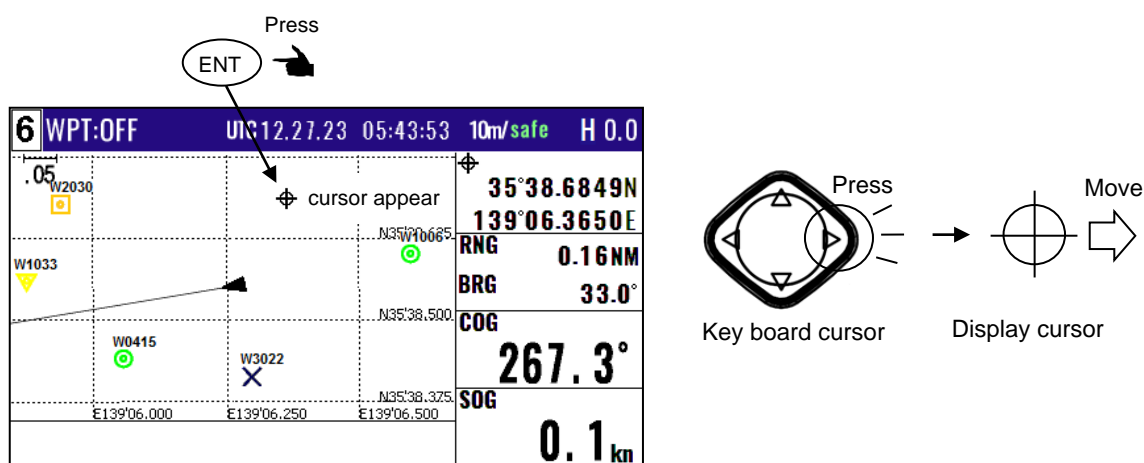 Press
ENT
6 WPT:OFF UTC 12.27.23 05:43:53 10m/safe H 0.0
.05
W2030
cursor appear
35°38.6849N
139°06.3650E
W1006
RNG 0.16NM
W1033
BRG 33.0°
N35°38.500
COG
267.3°
W0415
W3022
N35°38.375
E139°06.000 E139°06.250 E139°06.500
SOG
0.1kn
Press
Move
Key board cursor
Display cursor